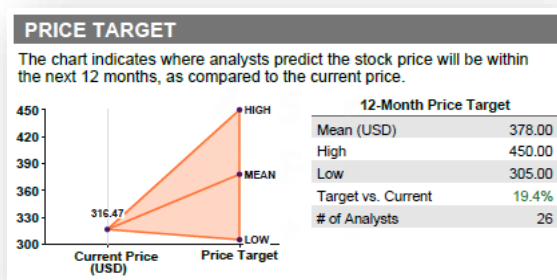 PRICE TARGET
The chart indicates where analysts predict the stock price will be within
the next 12 months, as compared to the current price.
450
420
390
360
330
300
HIGH
MEAN
LOW
316.47
Current Price
(USD)
Price Target
12-Month Price Target
Mean (USD) 378.00
High 450.00
Low 305.00
Target vs. Current 19.4%
# of Analysts 26